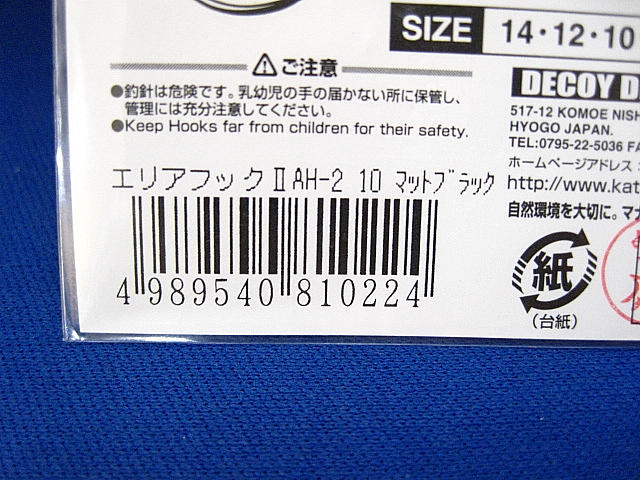 SIZE 14・12・10
⚠ご注意
●釣針は危険です。乳幼児の手の届かない所に保管し、
管理には充分注意してください。
●Keep Hooks far from children for their safety.
DECOY D
517-12 KOMOE NISH
HYOGO JAPAN.
TEL:0795-22-5036 FA
ホームページアドレス:
http://www.kat
自然環境を大切に。マナ
エリアフックⅡAH-2 10 マットブラック
4 989540 810224
紙
(台紙)